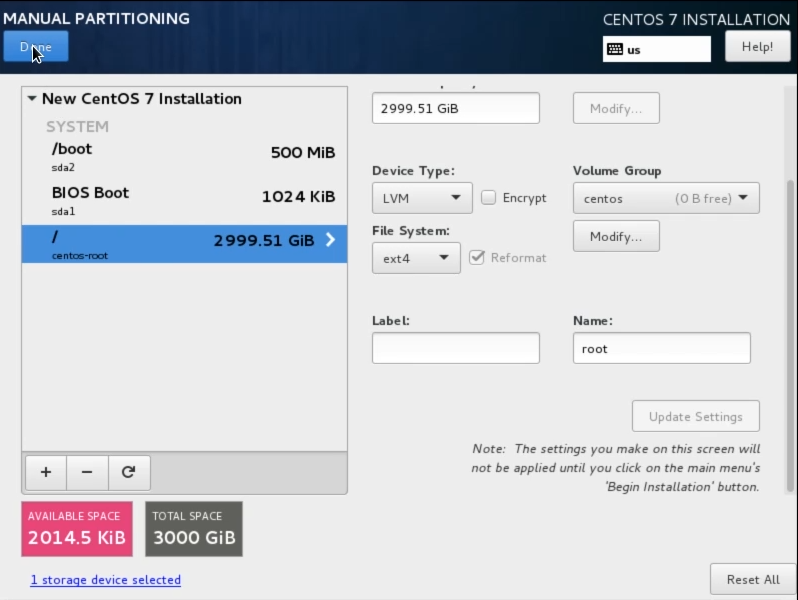 MANUAL PARTITIONING
CENTOS 7 INSTALLATION
Done
us
Help!
New CentOS 7 Installation
SYSTEM
/boot
500 MiB
sda2
BIOS Boot
1024 KiB
sda1
/
2999.51 GiB
centos-root
+ −
AVAILABLE SPACE
2014.5 KiB
TOTAL SPACE
3000 GiB
1 storage device selected
2999.51 GiB
Modify...
Device Type:
Volume Group
LVM
Encrypt
centos (0 B free)
File System:
Modify...
ext4
Reformat
Label:
Name:
root
Update Settings
Note: The settings you make on this screen will
not be applied until you click on the main menu's
'Begin Installation' button.
Reset All